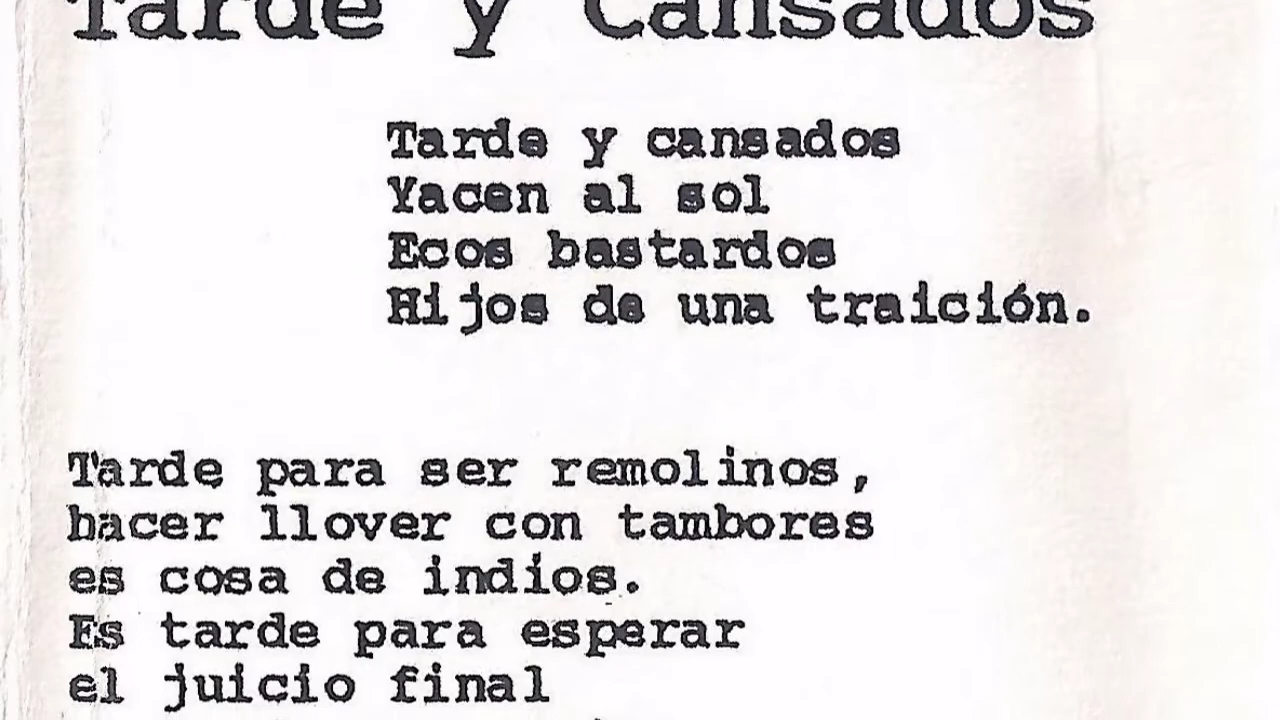 Tarde y Cansados
Tarde y cansados
Yacen al sol
Ecos bastardos
Hijos de una traición.
Tarde para ser remolinos,
hacer llover con tambores
es cosa de indios.
Es tarde para esperar
el juicio final